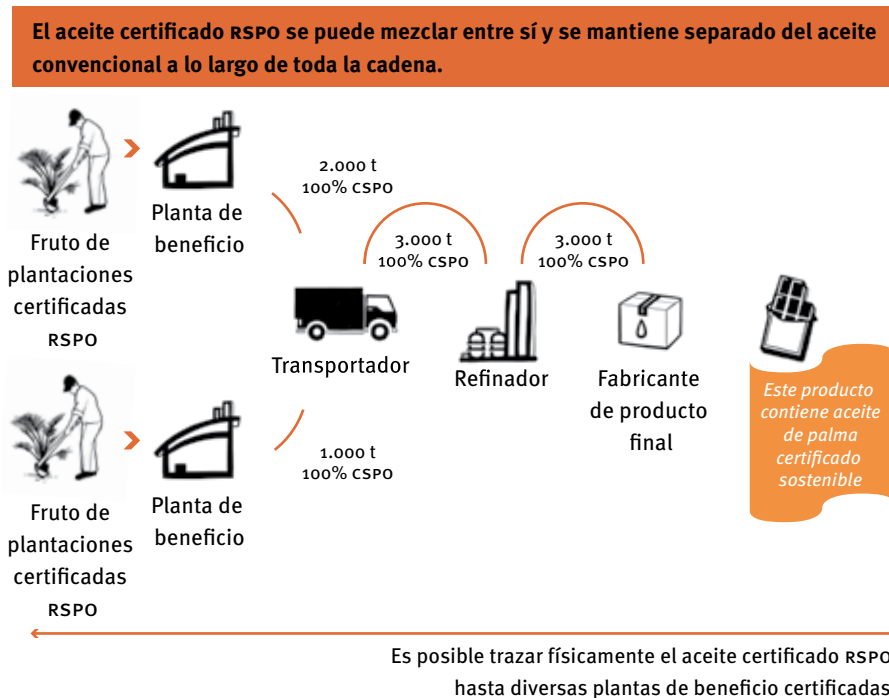 El aceite certificado RSPO se puede mezclar entre sí y se mantiene separado del aceite
convencional a lo largo de toda la cadena.
Fruto de
plantaciones
certificadas
RSPO
Planta de
beneficio
2.000 t
100% CSPO
Fruto de
plantaciones
certificadas
RSPO
Planta de
beneficio
1.000 t
100% CSPO
Transportador
3.000 t
100% CSPO
Refinador
3.000 t
100% CSPO
Fabricante
de producto
final
Este producto
contiene aceite
de palma
certificado
sostenible
Es posible trazar físicamente el aceite certificado RSPO
hasta diversas plantas de beneficio certificadas